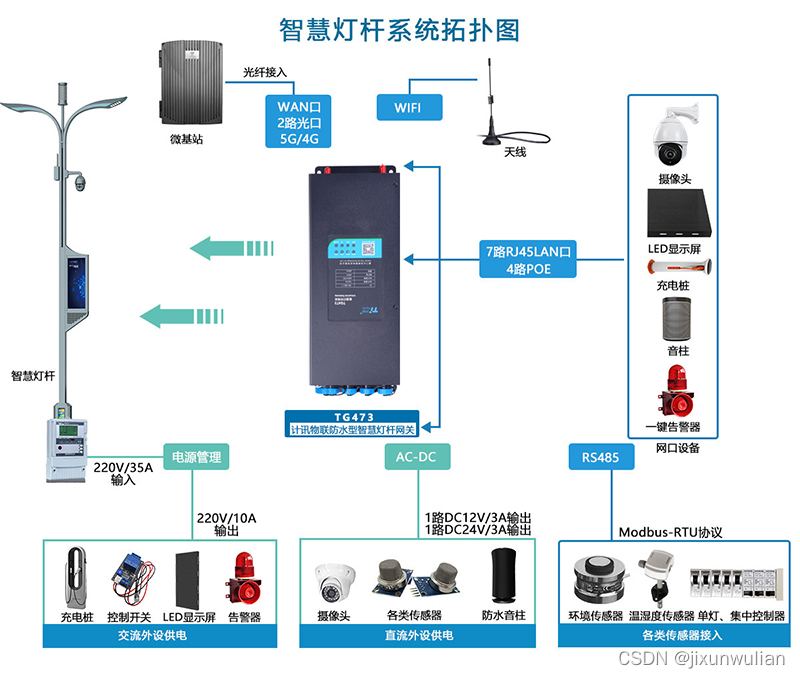 智慧灯杆系统拓扑图
光纤接入
微基站
WAN口
2路光口
5G/4G
WIFI
天线
7路RJ45LAN口
4路POE
摄像头
LED显示屏
充电桩
音柱
一键告警器
网口设备
智慧灯杆
TG473
计讯物联防水型智慧灯杆网关
220V/35A
输入
电源管理
AC-DC
RS485
220V/10A
输出
1路DC12V/3A输出
1路DC24V/3A输出
Modbus-RTU协议
充电桩
控制开关
LED显示屏
告警器
交流外设供电
摄像头
各类传感器
防水音柱
直流外设供电
环境传感器
温湿度传感器
单灯、集中控制器
各类传感器接入
CSDN @jixunwulian